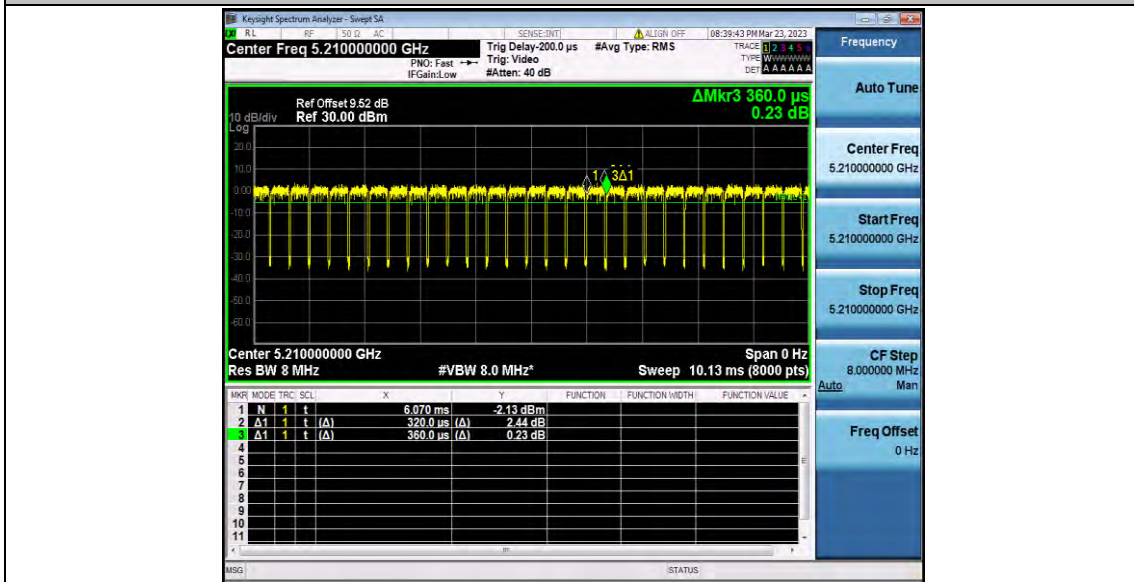 Keysight Spectrum Analyzer - Swept SA
RL RF 50 Ω AC SENSE:INT ALIGN OFF 08:39:43 PM Mar 23, 2023
Center Freq 5.210000000 GHz
PNO: Fast
IFGain:Low
Trig Delay-200.0 µs
Trig: Video
#Atten: 40 dB
#Avg Type: RMS
TRACE 1 2 3 4 5 6
TYPE WWWWWW
DET A A A A A A
ΔMkr3 360.0 µs
0.23 dB
Ref Offset 9.52 dB
10 dB/div Ref 30.00 dBm
Log
20.0
10.0
0.00
-10.0
-20.0
-30.0
-40.0
-50.0
-60.0
1 3Δ1
Center 5.210000000 GHz Span 0 Hz
Res BW 8 MHz #VBW 8.0 MHz* Sweep 10.13 ms (8000 pts)
MKR MODE TRC SCL X Y FUNCTION FUNCTION WIDTH FUNCTION VALUE
1 N 1 t 6.070 ms -2.13 dBm
2 Δ1 1 t (Δ) 320.0 µs (Δ) 2.44 dB
3 Δ1 1 t (Δ) 360.0 µs (Δ) 0.23 dB
4
5
6
7
8
9
10
11
MSG STATUS
Frequency
Auto Tune
Center Freq
5.210000000 GHz
Start Freq
5.210000000 GHz
Stop Freq
5.210000000 GHz
CF Step
8.000000 MHz
Auto Man
Freq Offset
0 Hz